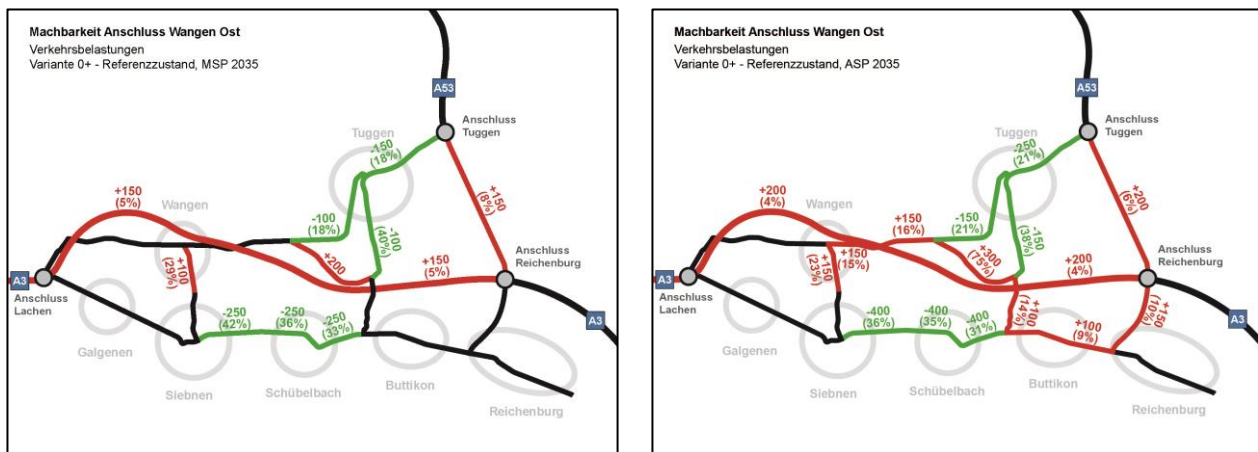 Machbarkeit Anschluss Wangen Ost
Verkehrsbelastungen
Variante 0+ - Referenzzustand, MSP 2035
A53
Anschluss
Tuggen
Tuggen
-150
(18%)
+150
(5%)
Wangen
-100
(18%)
-100
(40%)
+150
(8%)
+100
(29%)
+200
+150
(5%)
Anschluss
Reichenburg
A3
Anschluss
Lachen
-250
(42%)
-250
(36%)
-250
(33%)
A3
Galgenen
Siebnen
Schübelbach
Buttikon
Reichenburg
Machbarkeit Anschluss Wangen Ost
Verkehrsbelastungen
Variante 0+ - Referenzzustand, ASP 2035
A53
Anschluss
Tuggen
Tuggen
-250
(21%)
+200
(4%)
Wangen
+150
(16%)
-150
(21%)
-150
(38%)
+200
(6%)
+150
(23%)
+150
(15%)
+300
(75%)
+200
(4%)
Anschluss
Reichenburg
A3
Anschluss
Lachen
-400
(36%)
-400
(35%)
-400
(31%)
+100
(14%)
+100
(9%)
+150
(10%)
A3
Galgenen
Siebnen
Schübelbach
Buttikon
Reichenburg